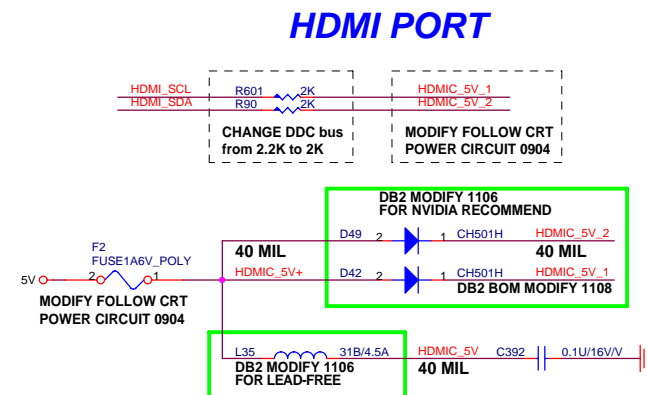 HDMI PORT
HDMI_SCL R601 2K HDMIC_5V_1
HDMI_SDA R90 2K HDMIC_5V_2
CHANGE DDC bus
from 2.2K to 2K
MODIFY FOLLOW CRT
POWER CIRCUIT 0904
DB2 MODIFY 1106
FOR NVIDIA RECOMMEND
D49 2 1 CH501H HDMIC_5V_2
40 MIL 40 MIL
F2
FUSE1A6V_POLY
5V 2 1 HDMIC_5V+ D42 2 1 CH501H HDMIC_5V_1
DB2 BOM MODIFY 1108
MODIFY FOLLOW CRT
POWER CIRCUIT 0904
L35 31B/4.5A HDMIC_5V C392 0.1U/16V/V
40 MIL
DB2 MODIFY 1106
FOR LEAD-FREE